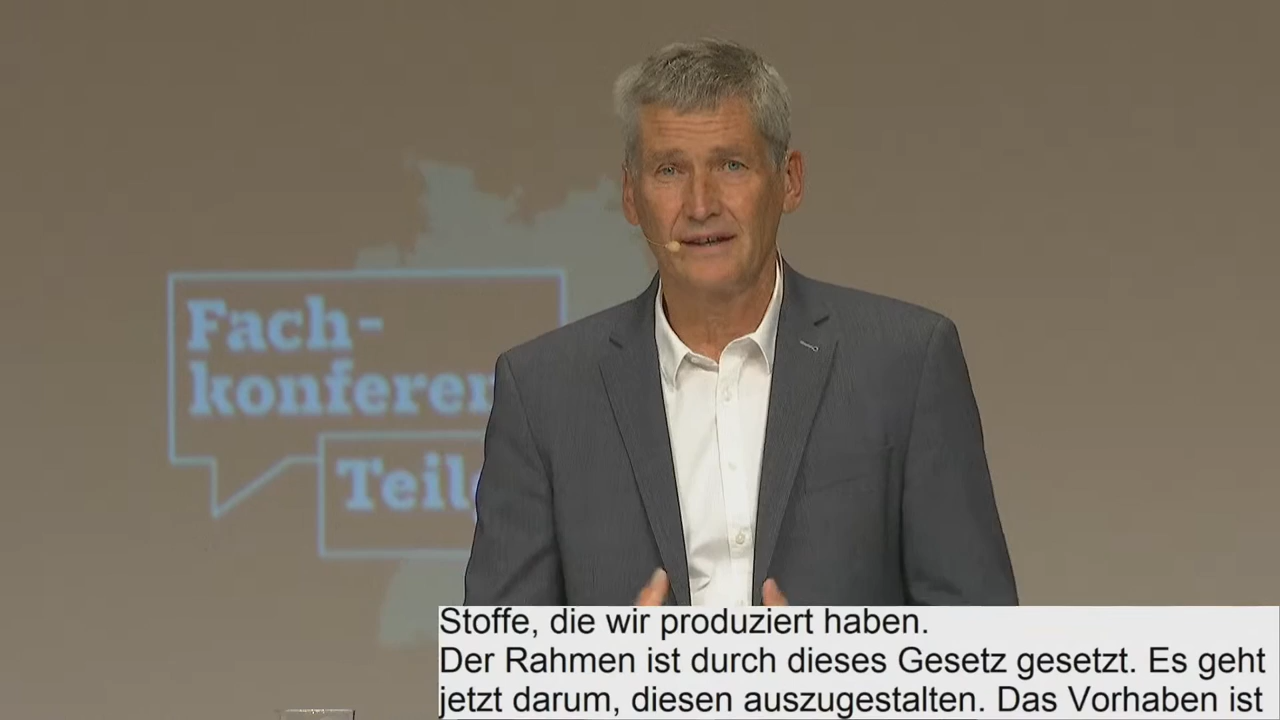 Fach-
konferen
Teil
Stoffe, die wir produziert haben.
Der Rahmen ist durch dieses Gesetz gesetzt. Es geht
jetzt darum, diesen auszugestalten. Das Vorhaben ist